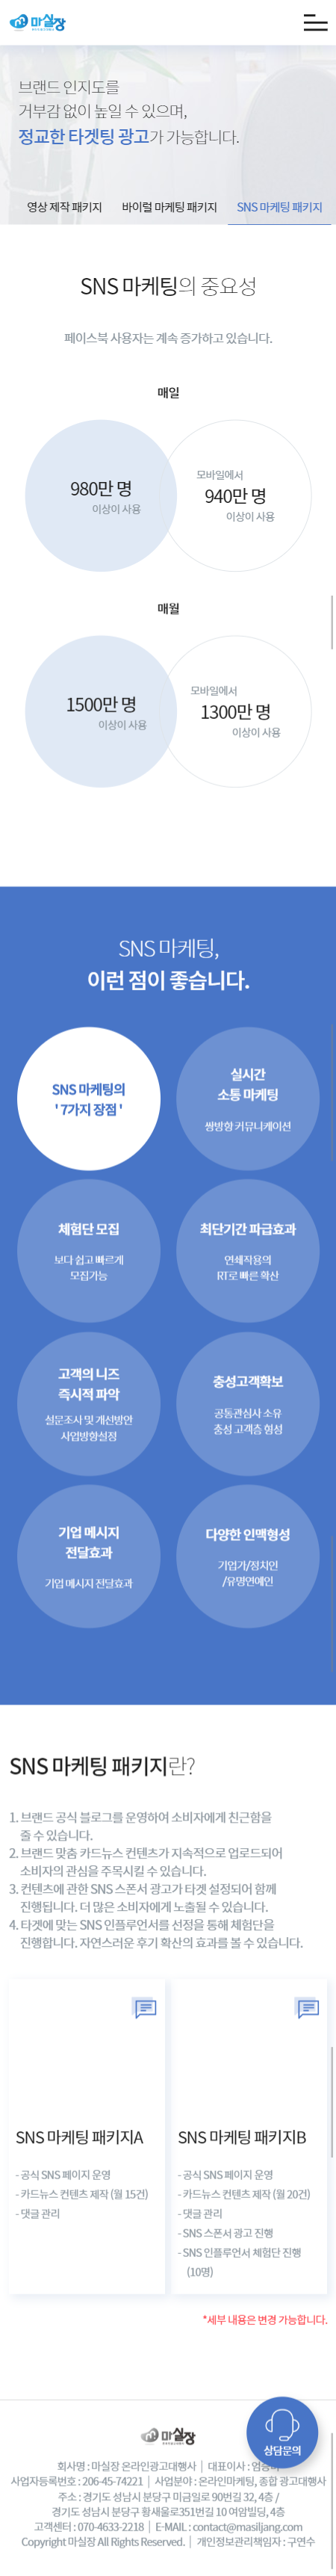 마실장
브랜드 인지도를
거부감 없이 높일 수 있으며,
정교한 타겟팅 광고가 가능합니다.
영상 제작 패키지 바이럴 마케팅 패키지 SNS 마케팅 패키지
SNS 마케팅의 중요성
페이스북 사용자는 계속 증가하고 있습니다.
매일
980만 명
이상이 사용
모바일에서
940만 명
이상이 사용
매월
1500만 명
이상이 사용
모바일에서
1300만 명
이상이 사용
SNS 마케팅,
이런 점이 좋습니다.
SNS 마케팅의
' 7가지 장점 '
실시간
소통 마케팅
쌍방향 커뮤니케이션
체험단 모집
보다 쉽고 빠르게
모집가능
최단기간 파급효과
연쇄작용의
RT로 빠른 확산
고객의 니즈
즉시적 파악
설문조사 및 개선방안
사업방향설정
충성고객확보
공통관심사 소유
충성 고객층 형성
기업 메시지
전달효과
기업 메시지 전달효과
다양한 인맥형성
기업가/정치인
/유명연예인
SNS 마케팅 패키지란?
1. 브랜드 공식 블로그를 운영하여 소비자에게 친근함을
줄 수 있습니다.
2. 브랜드 맞춤 카드뉴스 컨텐츠가 지속적으로 업로드되어
소비자의 관심을 주목시킬 수 있습니다.
3. 컨텐츠에 관한 SNS 스폰서 광고가 타겟 설정되어 함께
진행됩니다. 더 많은 소비자에게 노출될 수 있습니다.
4. 타겟에 맞는 SNS 인플루언서를 선정을 통해 체험단을
진행합니다. 자연스러운 후기 확산의 효과를 볼 수 있습니다.
SNS 마케팅 패키지A
- 공식 SNS 페이지 운영
- 카드뉴스 컨텐츠 제작 (월 15건)
- 댓글 관리
SNS 마케팅 패키지B
- 공식 SNS 페이지 운영
- 카드뉴스 컨텐츠 제작 (월 20건)
- 댓글 관리
- SNS 스폰서 광고 진행
- SNS 인플루언서 체험단 진행
(10명)
*세부 내용은 변경 가능합니다.
마실장
상담문의
회사명 : 마실장 온라인광고대행사 | 대표이사 :
사업자등록번호 : 206-45-74221 | 사업분야 : 온라인마케팅, 종합 광고대행사
주소 : 경기도 성남시 분당구 미금일로 90번길 32, 4층 /
경기도 성남시 분당구 황새울로351번길 10 여암빌딩, 4층
고객센터 : 070-4633-2218 | E-MAIL : contact@masiljang.com
Copyright 마실장 All Rights Reserved. | 개인정보관리책임자 : 구연수